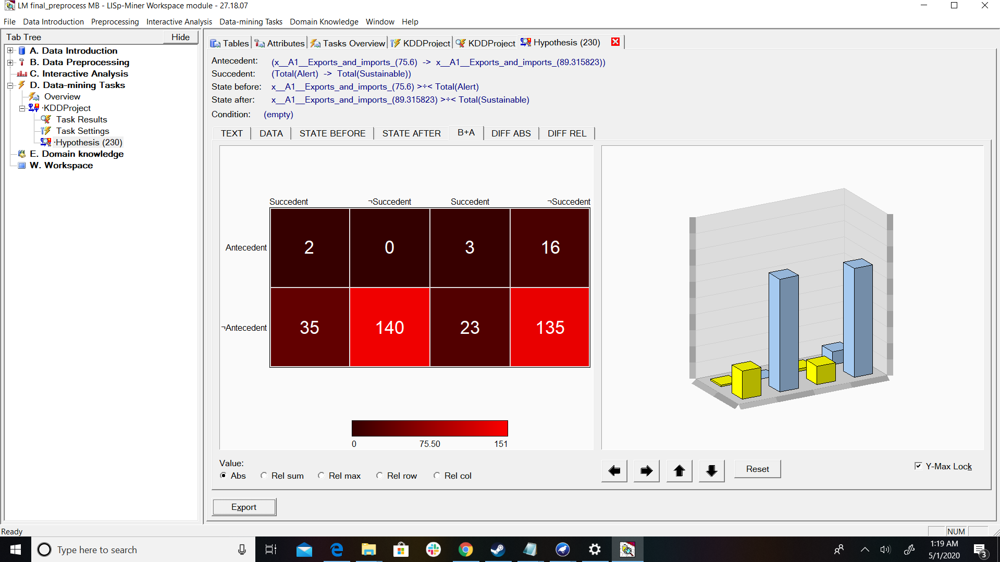 LM final_preprocess MB - LISp-Miner Workspace module - 27.18.07
File Data Introduction Preprocessing Interactive Analysis Data-mining Tasks Domain Knowledge Window Help
Tab Tree Hide
A. Data Introduction
B. Data Preprocessing
C. Interactive Analysis
D. Data-mining Tasks
Overview
·KDDProject
Task Results
Task Settings
·Hypothesis (230)
E. Domain knowledge
W. Workspace
Tables Attributes Tasks Overview KDDProject KDDProject Hypothesis (230)
Antecedent: (x__A1__Exports_and_imports_(75.6) -> x__A1__Exports_and_imports_(89.315823))
Succedent: (Total(Alert) -> Total(Sustainable))
State before: x__A1__Exports_and_imports_(75.6) >÷< Total(Alert)
State after: x__A1__Exports_and_imports_(89.315823) >÷< Total(Sustainable)
Condition: (empty)
TEXT DATA STATE BEFORE STATE AFTER B+A DIFF ABS DIFF REL
Succedent ¬Succedent Succedent ¬Succedent
Antecedent 2 0 3 16
¬Antecedent 35 140 23 135
0 75.50 151
Value:
Abs Rel sum Rel max Rel row Rel col
Reset
Y-Max Lock
Export
Ready
NUM
Type here to search
1:19 AM
5/1/2020
3